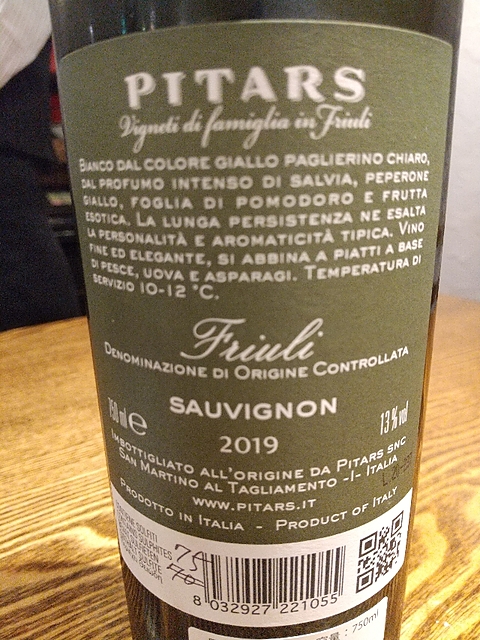 PITARS
Vigneti di famiglia in Friuli
BIANCO DAL COLORE GIALLO PAGLIERINO CHIARO,
DAL PROFUMO INTENSO DI SALVIA, PEPERONE
GIALLO, FOGLIA DI POMODORO E FRUTTA
ESOTICA. LA LUNGA PERSISTENZA NE ESALTA
LA PERSONALITÀ E AROMATICITÀ TIPICA. VINO
FINE ED ELEGANTE, SI ABBINA A PIATTI A BASE
DI PESCE, UOVA E ASPARAGI. TEMPERATURA DI
SERVIZIO 10-12 °C.
Friuli
DENOMINAZIONE DI ORIGINE CONTROLLATA
SAUVIGNON
750 ml e
13 % vol
2019
IMBOTTIGLIATO ALL'ORIGINE DA PITARS SNC
SAN MARTINO AL TAGLIAMENTO -I- ITALIA
WWW.PITARS.IT
PRODOTTO IN ITALIA - PRODUCT OF ITALY
SOLFITI
SULPHITES
75
70
8 032927 221055
750ml